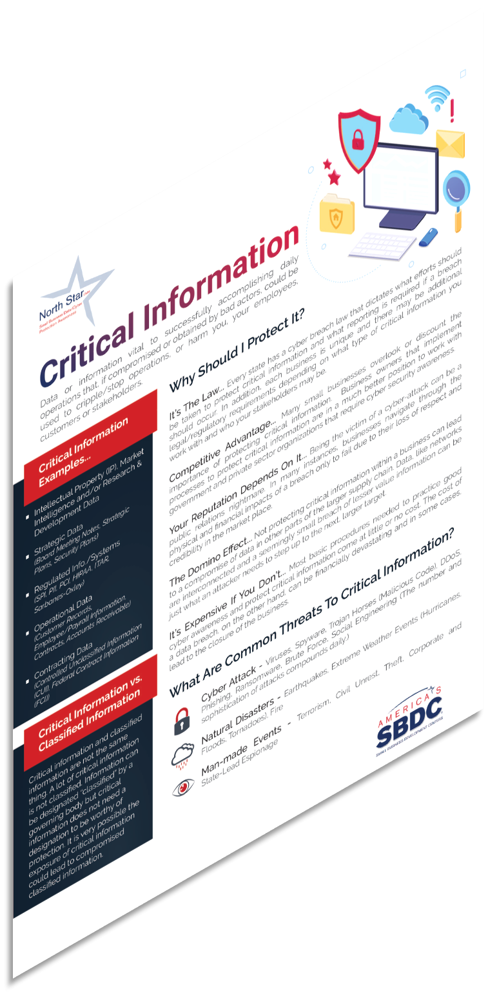 North Star.com
Small Business Data/Cyber
Protection Awareness
Critical Information
Data or information vital to successfully accomplishing daily
operations that, if compromised or obtained by bad actors, could be
used to cripple/stop operations, or harm you, your employees,
customers or stakeholders.
Critical Information
Examples...
Intellectual Property (IP), Market
Intelligence and/or Research &
Development Data
Strategic Data
(Board Meeting Notes, Strategic
Plans, Security Plans)
Regulated Info./Systems
(SPI, PII, PCI, HIPAA, ITAR,
Sarbanes-Oxley)
Operational Data
(Customer Records,
Employee/Payroll Information,
Contracts, Accounts Receivable)
Contracting Data
(Controlled Unclassified Information
(CUI), Federal Contract Information
(FCI))
Critical Information vs.
Classified Information
Critical information and classified
information are not the same
thing. A lot of critical information
is not classified. Information can
be designated "classified" by a
governing body but critical
information does not need a
designation to be worthy of
protection. It is very possible the
exposure of critical information
could lead to compromised
classified information.
Why Should I Protect It?
It's The Law... Every state has a cyber breach law that dictates what efforts should
be taken to protect critical information and what reporting is required if a breach
should occur. In addition, each business is unique and there may be additional
legal/regulatory requirements depending on what type of critical information you
work with and who your stakeholders may be.
Competitive Advantage... Many small businesses overlook or discount the
importance of protecting critical information. Business owners that implement
processes to protect critical information are in a much better position to work with
government and private sector organizations that require cyber security awareness.
Your Reputation Depends On It... Being the victim of a cyber-attack can be a
public relations nightmare. In many instances, businesses navigate through the
physical and financial impacts of a breach only to fail due to their loss of respect and
credibility in the market place.
The Domino Effect... Not protecting critical information within a business can lead
to a compromise of data in other parts of the larger supply chain. Data, like networks
are interconnected and a seemingly small breach of lesser value information can be
just what an attacker needs to step up to the next, larger target.
It's Expensive If You Don't... Most basic procedures needed to practice good
cyber awareness and protect critical information come at little or no cost. The cost of
a data breach, on the other hand, can be financially devastating and in some cases,
lead to the closure of the business.
What Are Common Threats To Critical Information?
Cyber Attack - Viruses, Spyware, Trojan Horses (Malicious Code), DDoS,
Phishing, Ransomware, Brute Force, Social Engineering (The number and
sophistication of attacks compounds daily.)
Natural Disasters - Earthquakes, Extreme Weather Events (Hurricanes,
Floods, Tornadoes), Fire
Man-made Events - Terrorism, Civil Unrest, Theft, Corporate and
State-Lead Espionage
AMERICA'S
SBDC
SMALL BUSINESS DEVELOPMENT CENTERS